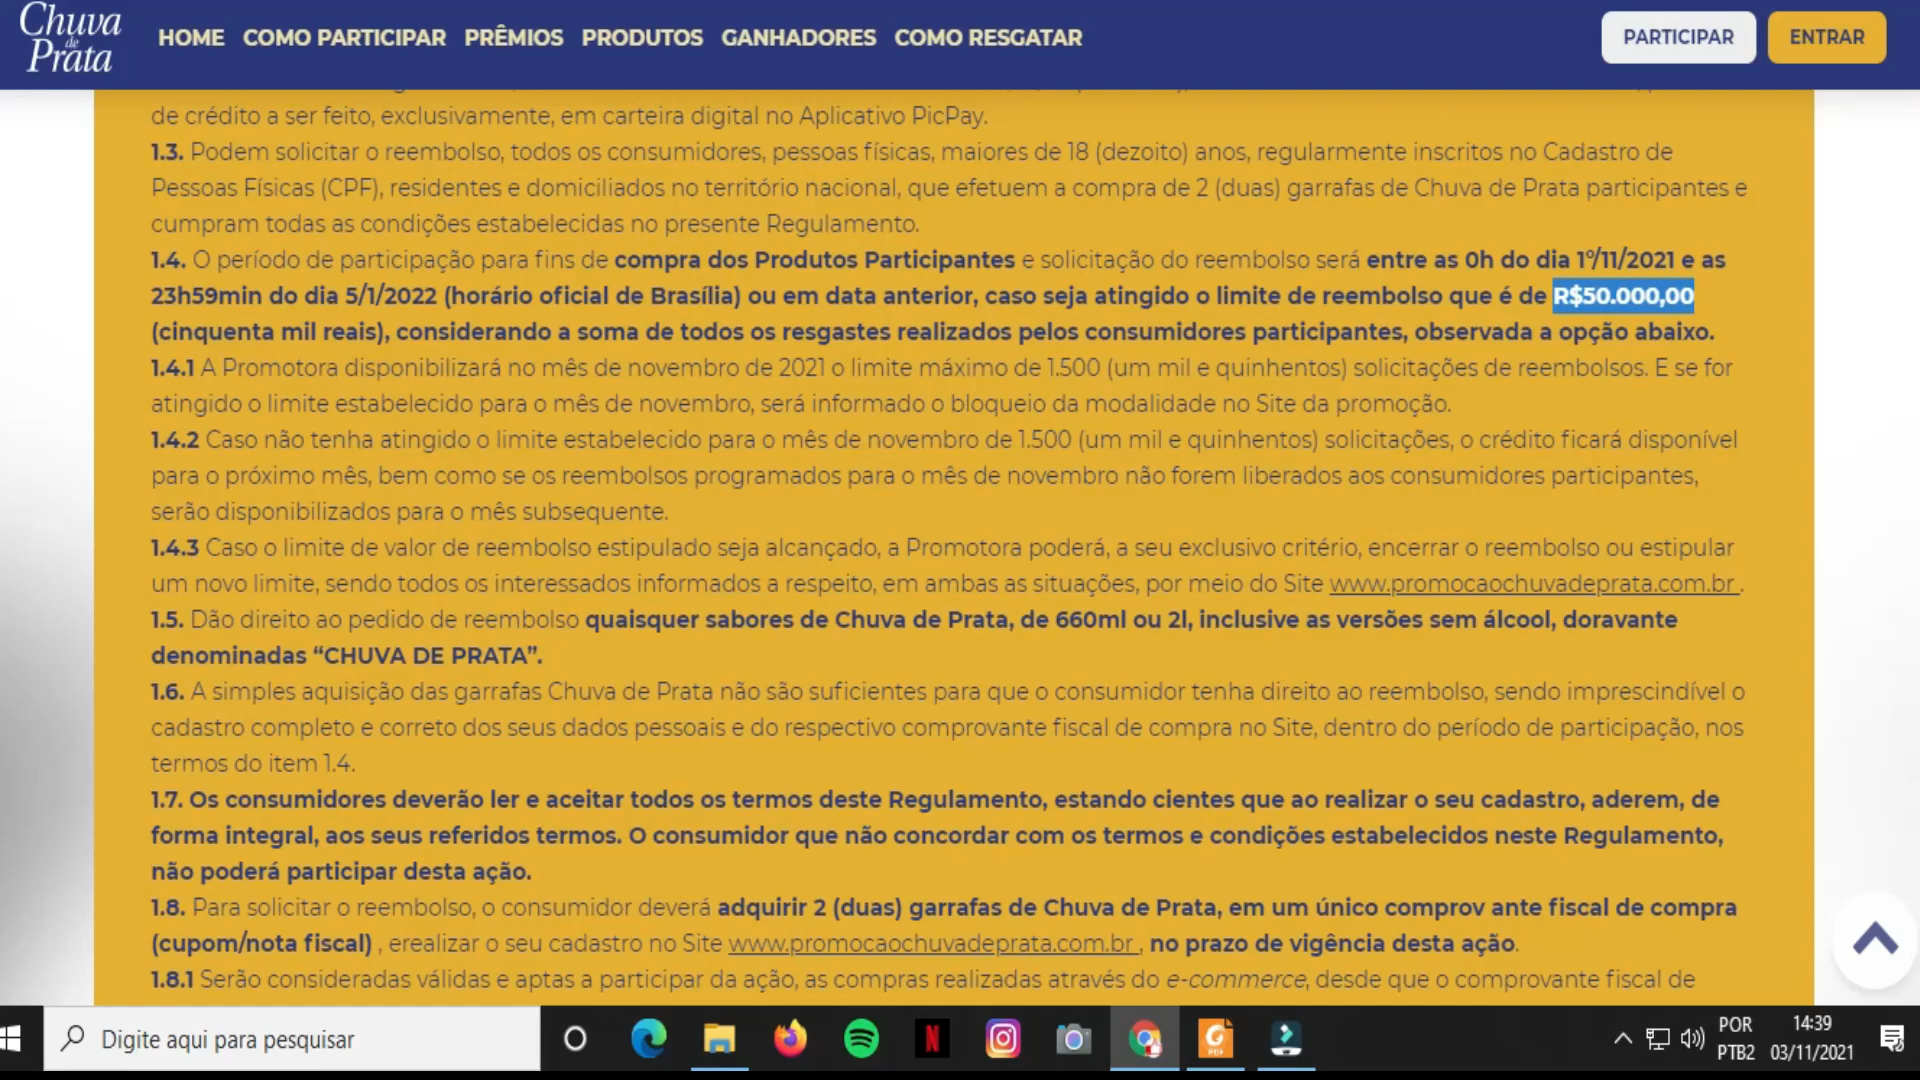 Chuva de Prata
HOME COMO PARTICIPAR PRÊMIOS PRODUTOS GANHADORES COMO RESGATAR
PARTICIPAR ENTRAR
de crédito a ser feito, exclusivamente, em carteira digital no Aplicativo PicPay.
1.3. Podem solicitar o reembolso, todos os consumidores, pessoas físicas, maiores de 18 (dezoito) anos, regularmente inscritos no Cadastro de
Pessoas Físicas (CPF), residentes e domiciliados no território nacional, que efetuem a compra de 2 (duas) garrafas de Chuva de Prata participantes e
cumpram todas as condições estabelecidas no presente Regulamento.
1.4. O período de participação para fins de compra dos Produtos Participantes e solicitação do reembolso será entre as 0h do dia 1º/11/2021 e as
23h59min do dia 5/1/2022 (horário oficial de Brasília) ou em data anterior, caso seja atingido o limite de reembolso que é de R$50.000,00
(cinquenta mil reais), considerando a soma de todos os resgastes realizados pelos consumidores participantes, observada a opção abaixo.
1.4.1 A Promotora disponibilizará no mês de novembro de 2021 o limite máximo de 1.500 (um mil e quinhentos) solicitações de reembolsos. E se for
atingido o limite estabelecido para o mês de novembro, será informado o bloqueio da modalidade no Site da promoção.
1.4.2 Caso não tenha atingido o limite estabelecido para o mês de novembro de 1.500 (um mil e quinhentos) solicitações, o crédito ficará disponível
para o próximo mês, bem como se os reembolsos programados para o mês de novembro não forem liberados aos consumidores participantes,
serão disponibilizados para o mês subsequente.
1.4.3 Caso o limite de valor de reembolso estipulado seja alcançado, a Promotora poderá, a seu exclusivo critério, encerrar o reembolso ou estipular
um novo limite, sendo todos os interessados informados a respeito, em ambas as situações, por meio do Site www.promocaochuvadeprata.com.br .
1.5. Dão direito ao pedido de reembolso quaisquer sabores de Chuva de Prata, de 660ml ou 2l, inclusive as versões sem álcool, doravante
denominadas “CHUVA DE PRATA”.
1.6. A simples aquisição das garrafas Chuva de Prata não são suficientes para que o consumidor tenha direito ao reembolso, sendo imprescindível o
cadastro completo e correto dos seus dados pessoais e do respectivo comprovante fiscal de compra no Site, dentro do período de participação, nos
termos do item 1.4.
1.7. Os consumidores deverão ler e aceitar todos os termos deste Regulamento, estando cientes que ao realizar o seu cadastro, aderem, de
forma integral, aos seus referidos termos. O consumidor que não concordar com os termos e condições estabelecidos neste Regulamento,
não poderá participar desta ação.
1.8. Para solicitar o reembolso, o consumidor deverá adquirir 2 (duas) garrafas de Chuva de Prata, em um único comprov ante fiscal de compra
(cupom/nota fiscal) , erealizar o seu cadastro no Site www.promocaochuvadeprata.com.br , no prazo de vigência desta ação.
1.8.1 Serão consideradas válidas e aptas a participar da ação, as compras realizadas através do e-commerce, desde que o comprovante fiscal de
Digite aqui para pesquisar
POR 14:39
PTB2 03/11/2021